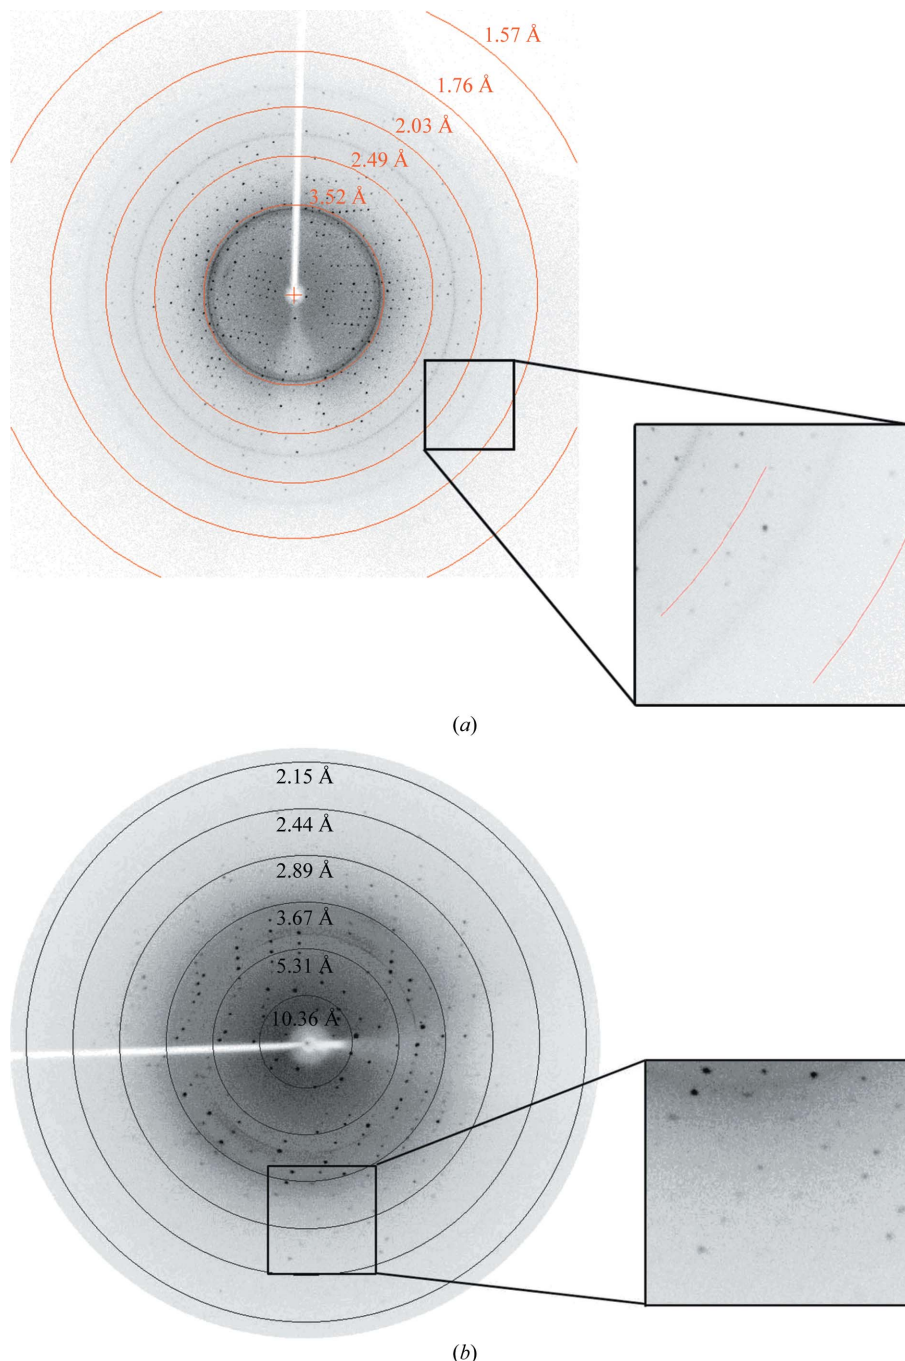 1.57 Å
1.76 Å
2.03 Å
2.49 Å
3.52 Å
(a)
2.15 Å
2.44 Å
2.89 Å
3.67 Å
5.31 Å
10.36 Å
(b)